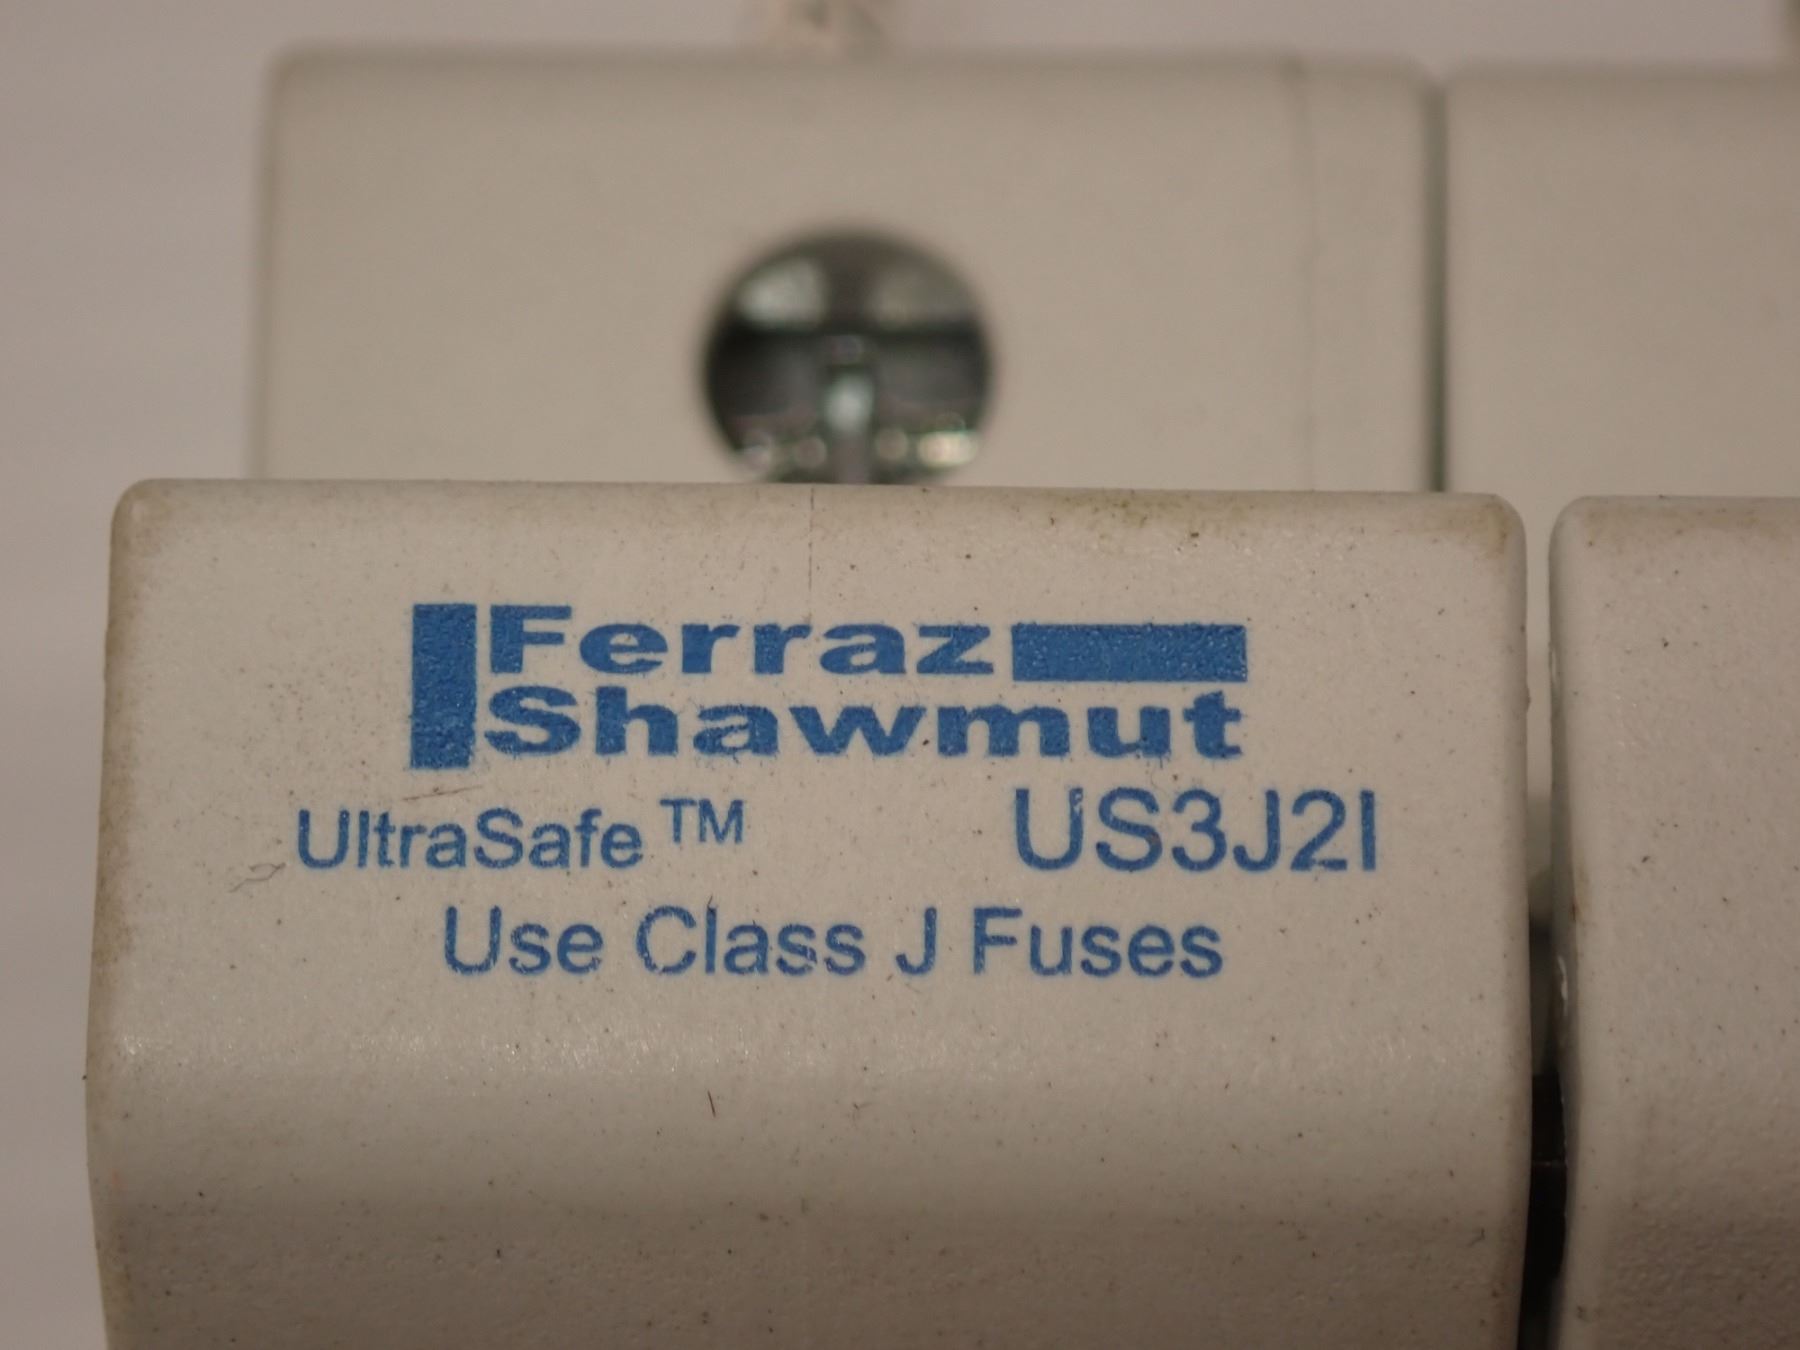 Ferraz
Shawmut
UltraSafe™ US3J2I
Use Class J Fuses